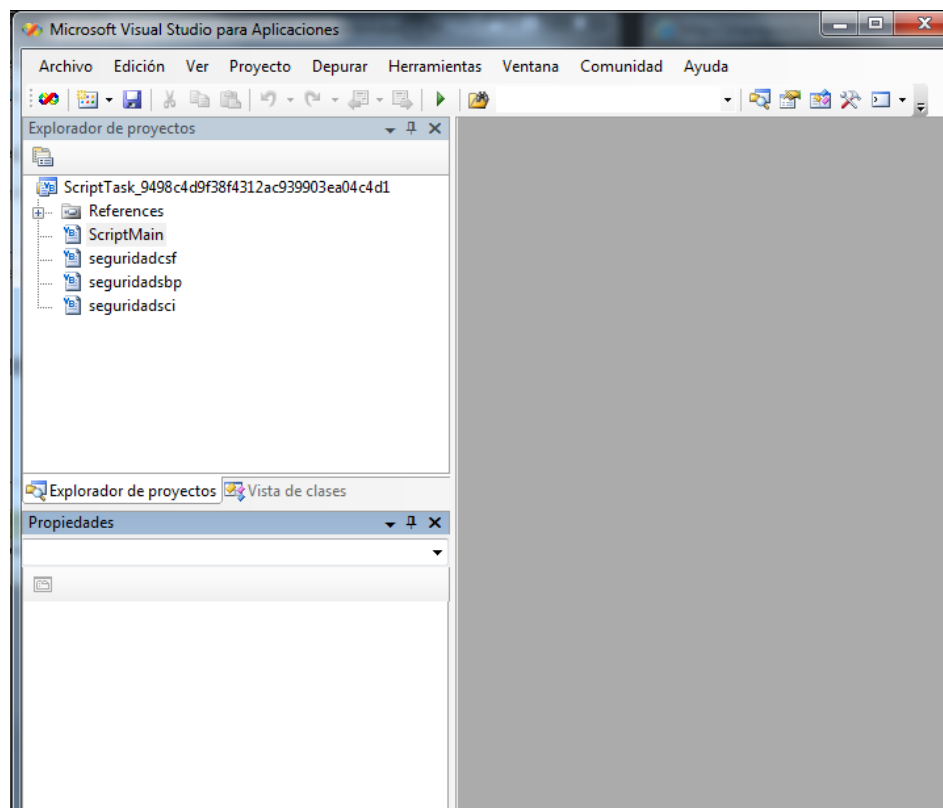 Microsoft Visual Studio para Aplicaciones
Archivo Edición Ver Proyecto Depurar Herramientas Ventana Comunidad Ayuda
Explorador de proyectos
ScriptTask_9498c4d9f38f4312ac939903ea04c4d1
References
ScriptMain
seguridadcsf
seguridadsbp
seguridadsci
Explorador de proyectos Vista de clases
Propiedades